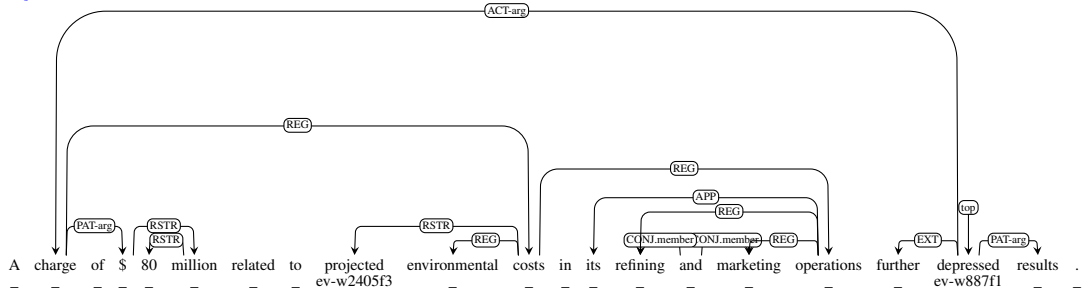 ACT-arg
REG
REG
APP
top
REG
PAT-arg RSTR RSTR EXT PAT-arg
RSTR REG CONJ.member CONJ.member REG
A charge of $ 80 million related to projected environmental costs in its refining and marketing operations further depressed results .
_ _ _ _ _ _ _ _ ev-w2405f3 _ _ _ _ _ _ _ _ _ ev-w887f1 _ _